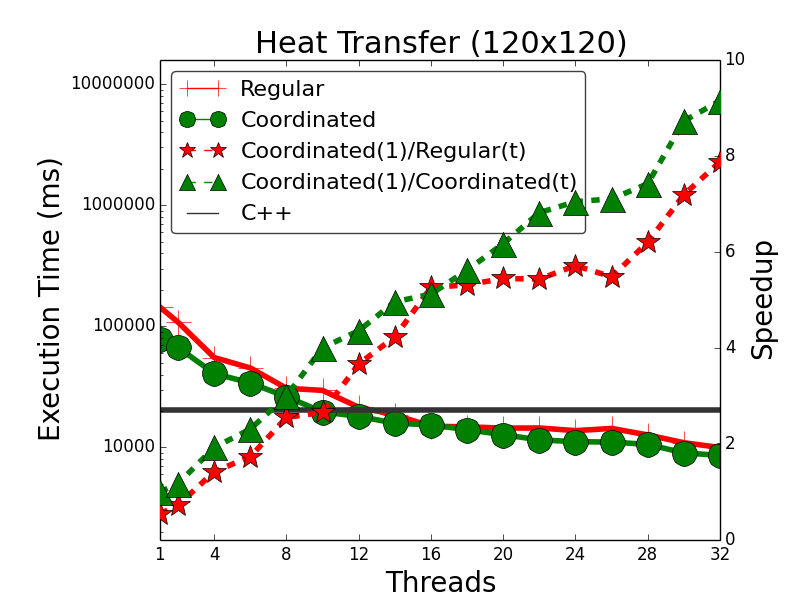 Heat Transfer (120x120)
Regular
Coordinated
Coordinated(1)/Regular(t)
Coordinated(1)/Coordinated(t)
C++
Execution Time (ms)
10000000
1000000
100000
10000
Speedup
10
8
6
4
2
0
1 4 8 12 16 20 24 28 32
Threads